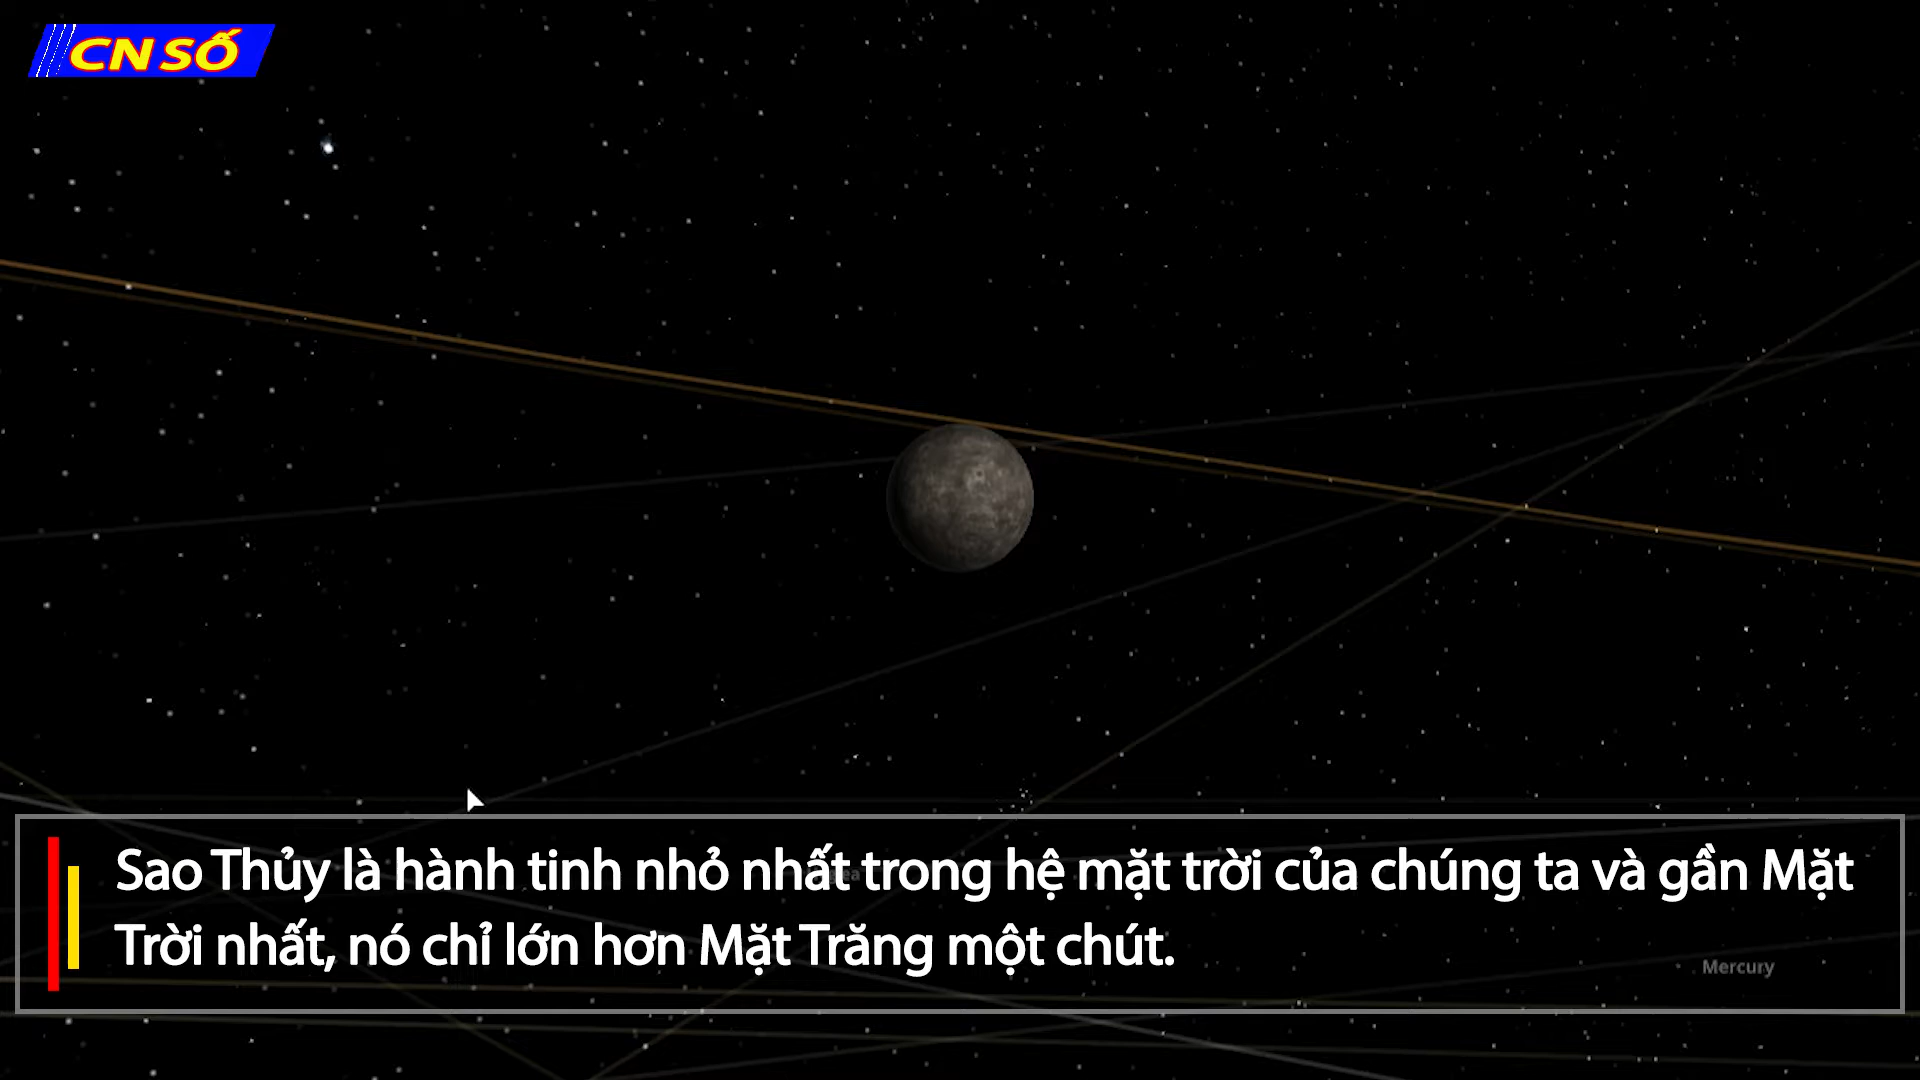 CN SỐ
Sao Thủy là hành tinh nhỏ nhất trong hệ mặt trời của chúng ta và gần Mặt
Trời nhất, nó chỉ lớn hơn Mặt Trăng một chút.
Mercury